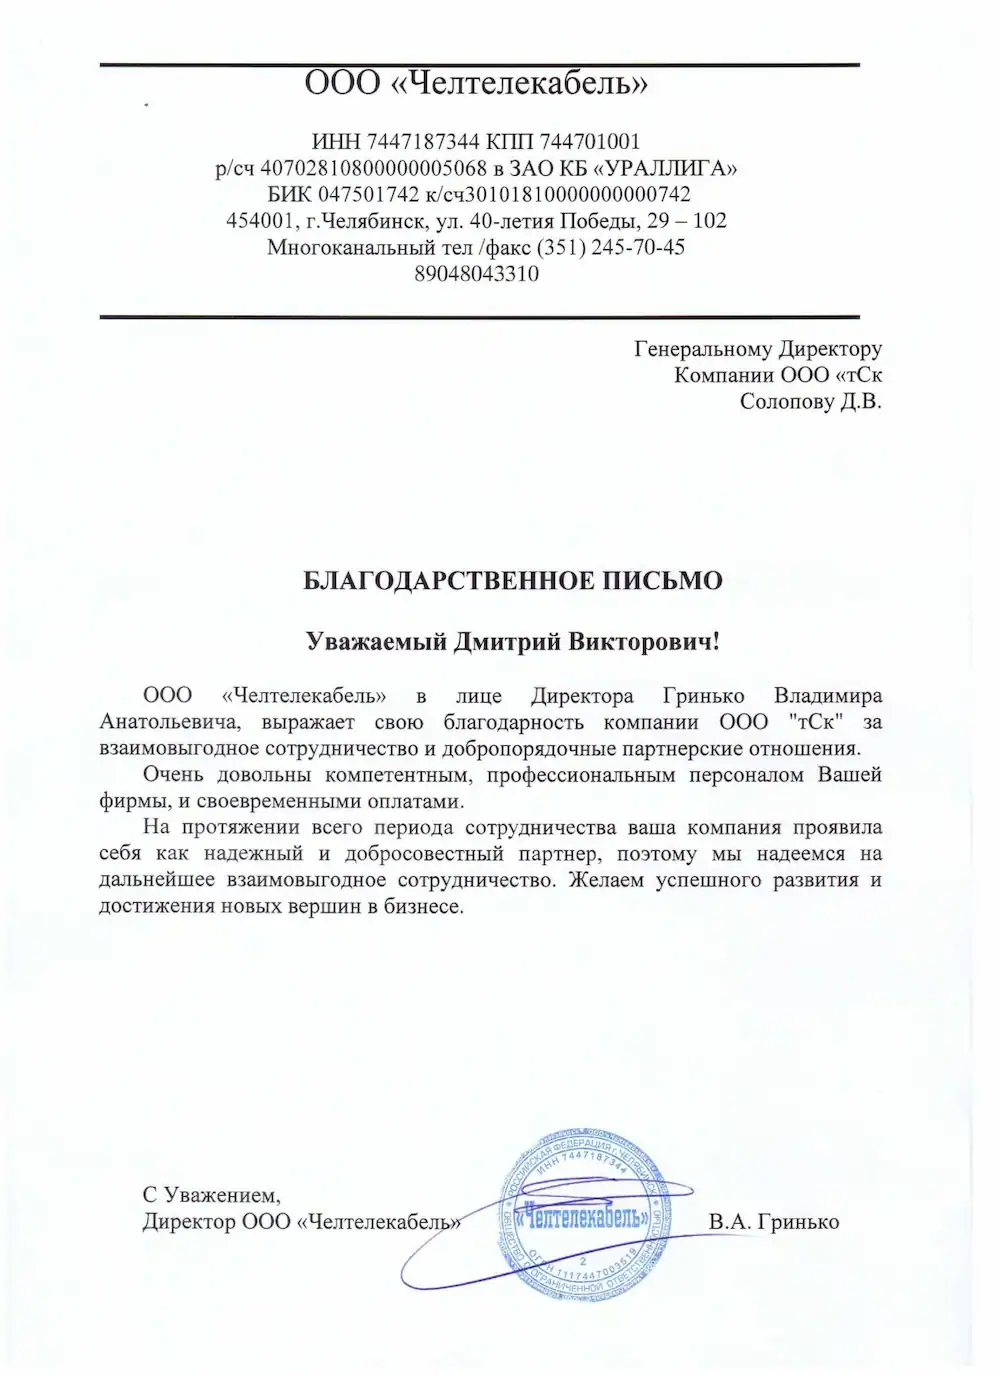 ООО «Челтелекабель»
ИНН 7447187344 КПП 744701001
р/сч 40702810800000005068 в ЗАО КБ «УРАЛЛИГА»
БИК 047501742 к/сч30101810000000000742
454001, г.Челябинск, ул. 40-летия Победы, 29 – 102
Многоканальный тел /факс (351) 245-70-45
89048043310
Генеральному Директору
Компании ООО «тСк
Солопову Д.В.
БЛАГОДАРСТВЕННОЕ ПИСЬМО
Уважаемый Дмитрий Викторович!
ООО «Челтелекабель» в лице Директора Гринько Владимира
Анатольевича, выражает свою благодарность компании ООО "тСк" за
взаимовыгодное сотрудничество и добропорядочные партнерские отношения.
Очень довольны компетентным, профессиональным персоналом Вашей
фирмы, и своевременными оплатами.
На протяжении всего периода сотрудничества ваша компания проявила
себя как надежный и добросовестный партнер, поэтому мы надеемся на
дальнейшее взаимовыгодное сотрудничество. Желаем успешного развития и
достижения новых вершин в бизнесе.
С Уважением,
Директор ООО «Челтелекабель»
В.А. Гринько
РОССИЙСКАЯ ФЕДЕРАЦИЯ г. ЧЕЛЯБИНСК
ОБЩЕСТВО С ОГРАНИЧЕННОЙ ОТВЕТСТВЕННОСТЬЮ
ИНН 7447187344
«Челтелекабель»
2
ОГРН 1117447003519